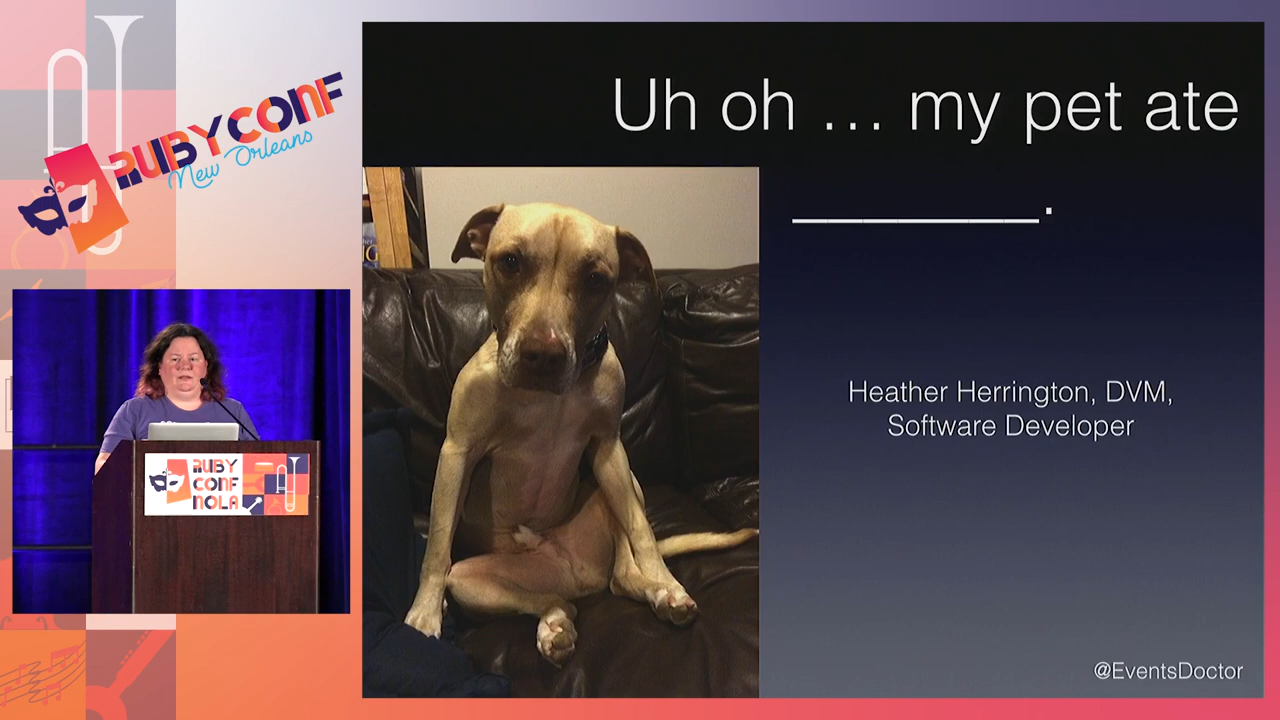 RUBYCONF
New Orleans
RUBY
CONF
NOLA
Uh oh … my pet ate
________.
Heather Herrington, DVM,
Software Developer
@EventsDoctor